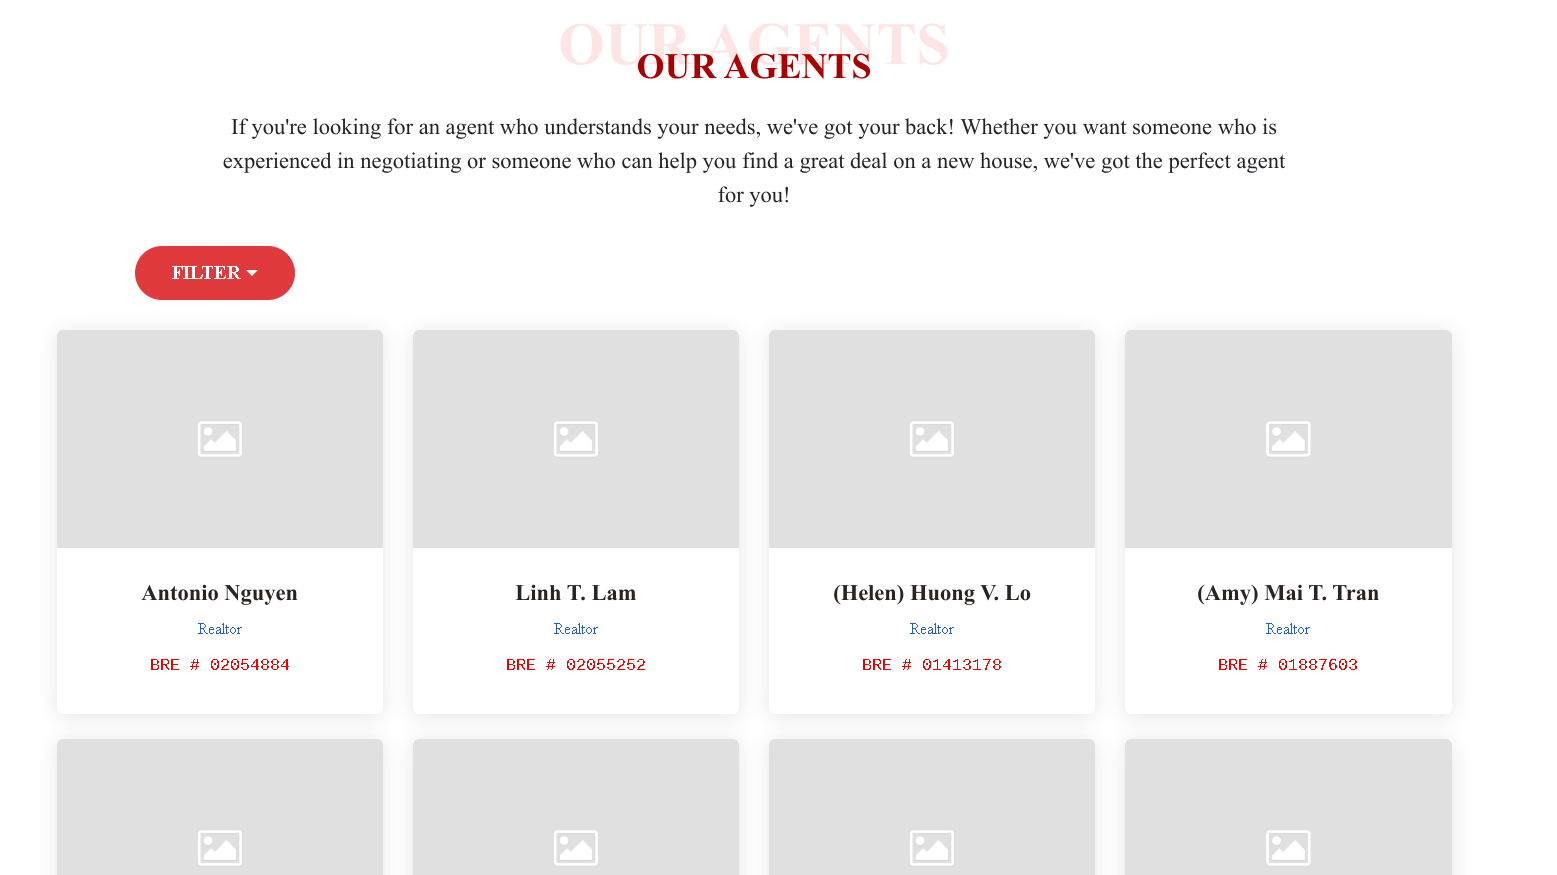 OUR AGENTS
OUR AGENTS
If you're looking for an agent who understands your needs, we've got your back! Whether you want someone who is
experienced in negotiating or someone who can help you find a great deal on a new house, we've got the perfect agent
for you!
FILTER
Antonio Nguyen
Realtor
BRE # 02054884
Linh T. Lam
Realtor
BRE # 02055252
(Helen) Huong V. Lo
Realtor
BRE # 01413178
(Amy) Mai T. Tran
Realtor
BRE # 01887603